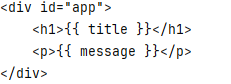 <div id="app">
    <h1>{{ title }}</h1>
    <p>{{ message }}</p>
</div>